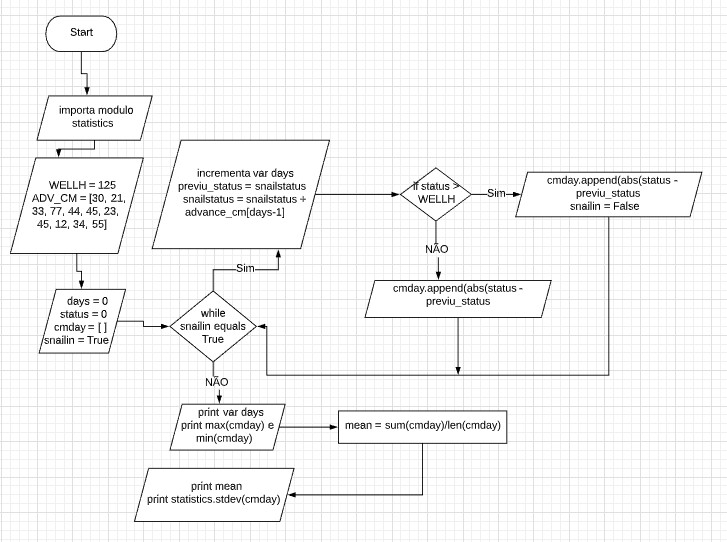 Start
importa modulo
statistics
WELLH = 125
ADV_CM = [30, 21,
33, 77, 44, 45, 23,
45, 12, 34, 55]
days = 0
status = 0
cmday = [ ]
snailin = True
while
snailin equals
True
Sim
incrementa var days
previu_status = snailstatus
snailstatus = snailstatus +
advance_cm[days-1]
if status >
WELLH
Sim
cmday.append(abs(status -
previu_status
snailin = False
NÃO
cmday.append(abs(status -
previu_status
NÃO
print var days
print max(cmday) e
min(cmday)
mean = sum(cmday)/len(cmday)
print mean
print statistics.stdev(cmday)